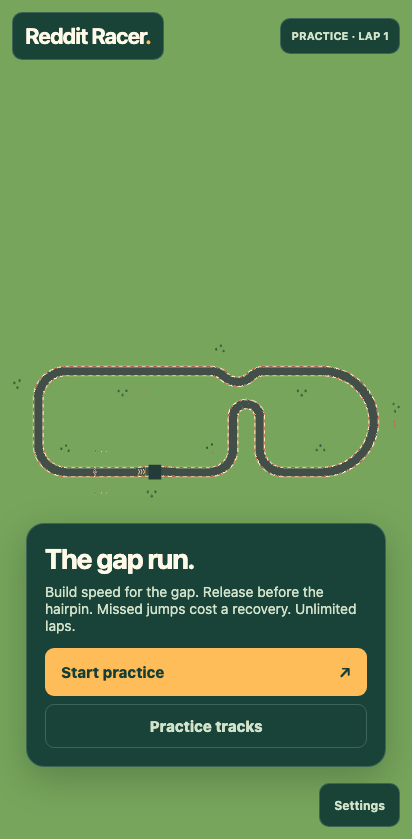 Reddit Racer.
PRACTICE · LAP 1
The gap run.
Build speed for the gap. Release before the
hairpin. Missed jumps cost a recovery. Unlimited
laps.
Start practice
Practice tracks
Settings